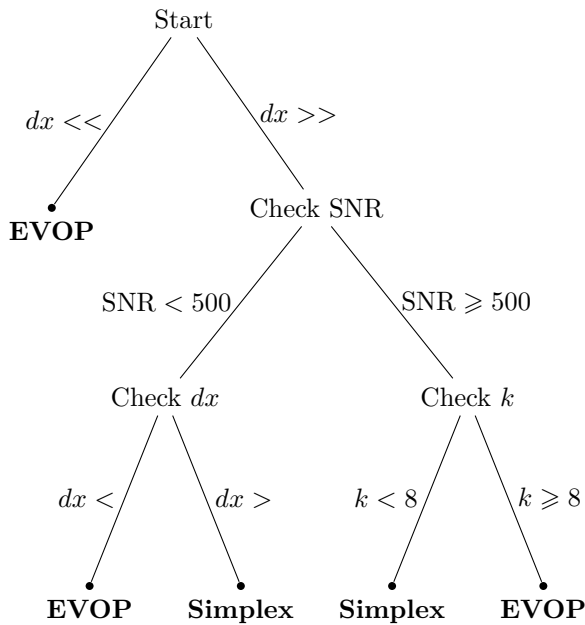 Start
dx <<
dx >>
EVOP
Check SNR
SNR < 500
SNR ⩾ 500
Check dx
Check k
dx <
dx >
k < 8
k ⩾ 8
EVOP
Simplex
Simplex
EVOP